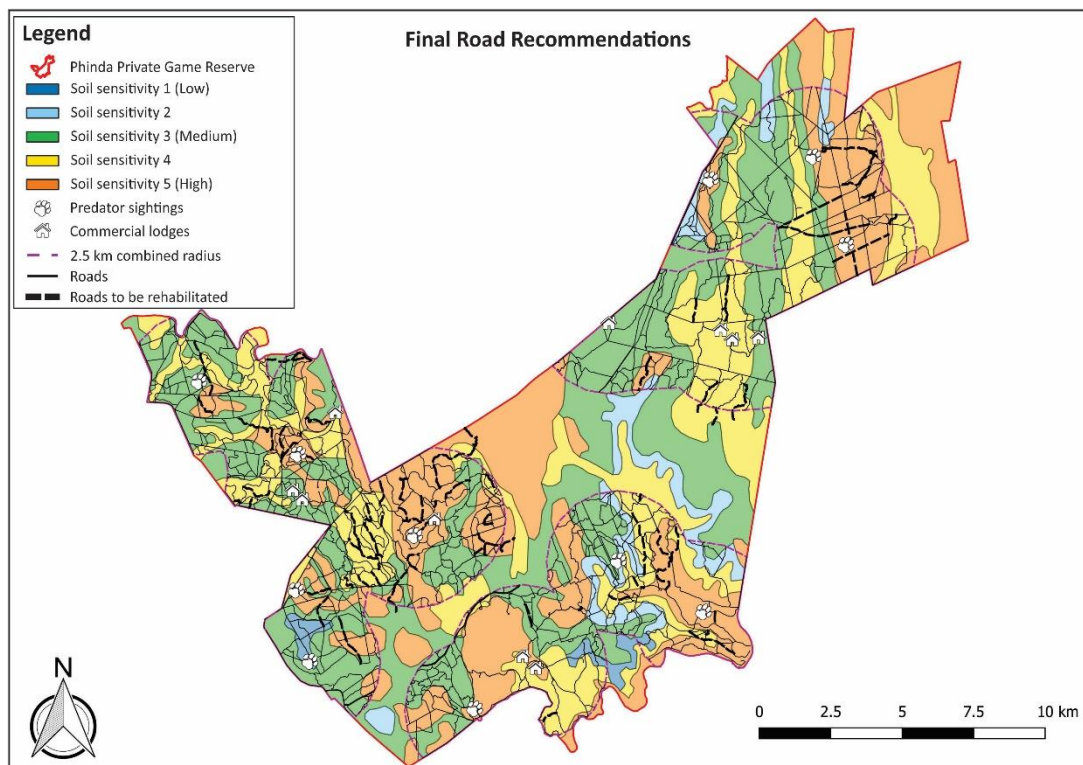 Final Road Recommendations
Legend
Phinda Private Game Reserve
Soil sensitivity 1 (Low)
Soil sensitivity 2
Soil sensitivity 3 (Medium)
Soil sensitivity 4
Soil sensitivity 5 (High)
Predator sightings
Commercial lodges
2.5 km combined radius
Roads
Roads to be rehabilitated
N
0 2.5 5 7.5 10 km